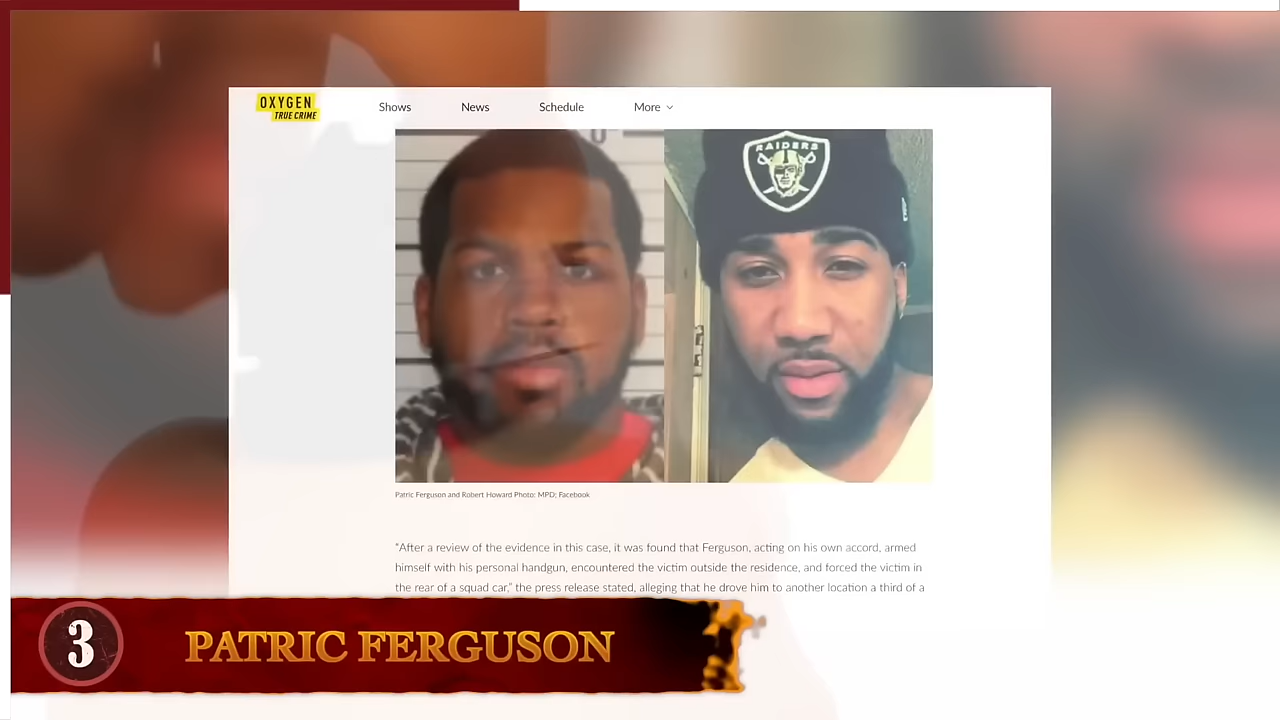 OXYGEN
TRUE CRIME
Shows
News
Schedule
More
U
RAIDERS
Patric Ferguson and Robert Howard Photo: MPD; Facebook
“After a review of the evidence in this case, it was found that Ferguson, acting on his own accord, armed
himself with his personal handgun, encountered the victim outside the residence, and forced the victim in
the rear of a squad car,” the press release stated, alleging that he drove him to another location a third of a
3
PATRIC FERGUSON